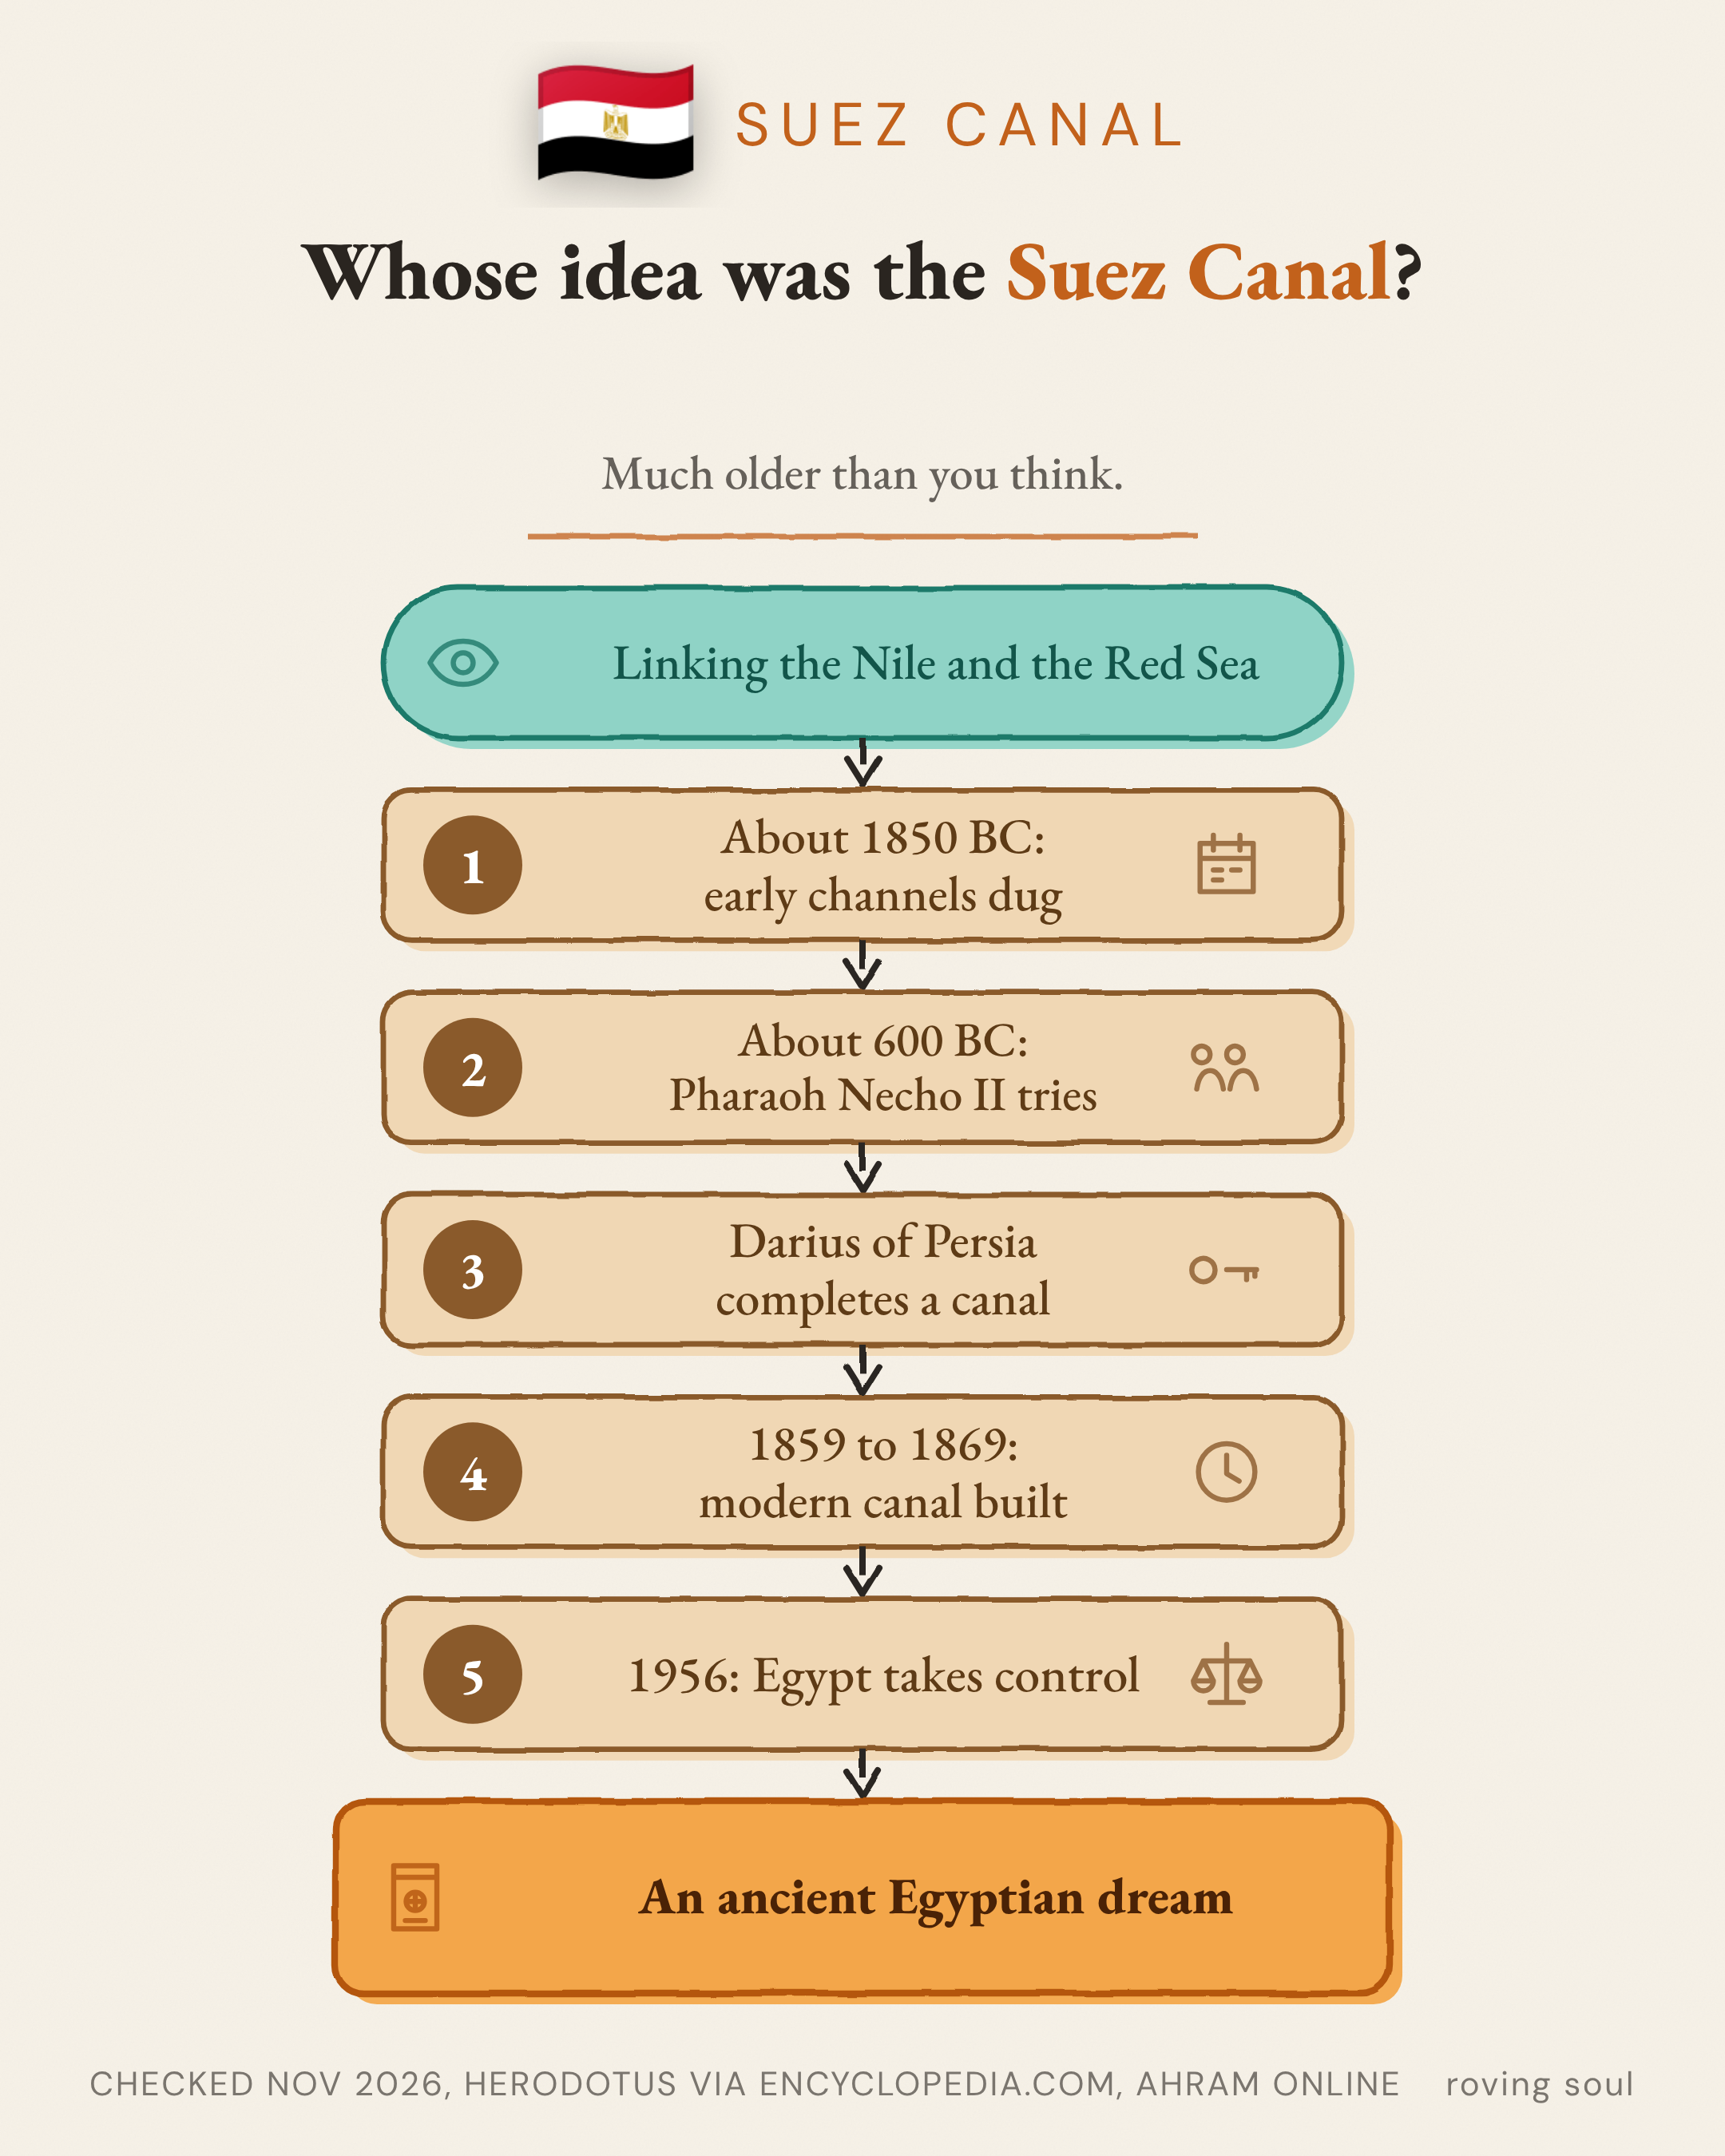 SUEZ CANAL
Whose idea was the Suez Canal?
Much older than you think.
Linking the Nile and the Red Sea
1
About 1850 BC:
early channels dug
2
About 600 BC:
Pharaoh Necho II tries
3
Darius of Persia
completes a canal
4
1859 to 1869:
modern canal built
5
1956: Egypt takes control
An ancient Egyptian dream
CHECKED NOV 2026, HERODOTUS VIA ENCYCLOPEDIA.COM, AHRAM ONLINE
roving soul